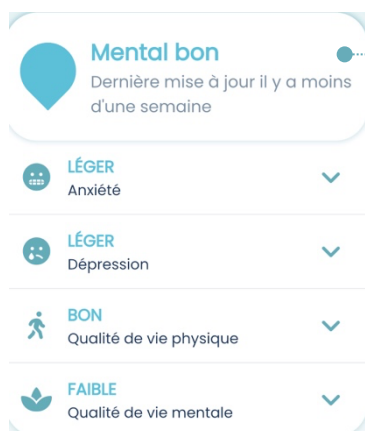 Mental bon
Dernière mise à jour il y a moins
d'une semaine
LÉGER
Anxiété
LÉGER
Dépression
BON
Qualité de vie physique
FAIBLE
Qualité de vie mentale